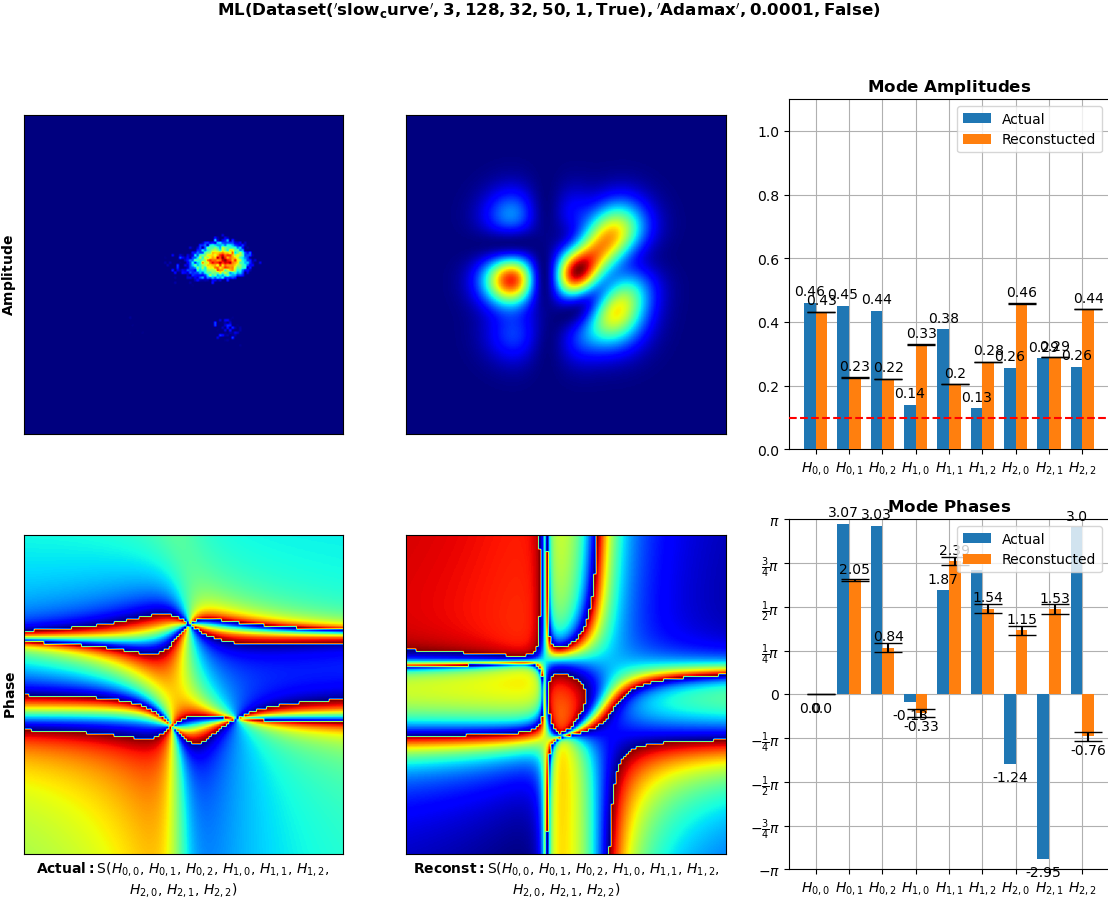 ML(Dataset('slow_curve', 3, 128, 32, 50, 1, True), 'Adamax', 0.0001, False)
Amplitude
Mode Amplitudes
Actual
Reconstucted
1.0
0.8
0.6
0.4
0.2
0.0
0.46 0.43 0.45 0.23 0.44 0.22 0.14 0.33 0.38 0.2 0.13 0.28 0.26 0.46 0.29 0.29 0.26 0.44
H0,0 H0,1 H0,2 H1,0 H1,1 H1,2 H2,0 H2,1 H2,2
Phase
Mode Phases
Actual
Reconstucted
π
3/4π
1/2π
1/4π
0
−1/4π
−1/2π
−3/4π
−π
0.0 0.0 3.07 2.05 3.03 0.84 -0.33 1.87 1.54 -1.24 1.15 -2.95 1.53 3.0 -0.76
H0,0 H0,1 H0,2 H1,0 H1,1 H1,2 H2,0 H2,1 H2,2
Actual: S(H0,0, H0,1, H0,2, H1,0, H1,1, H1,2,
H2,0, H2,1, H2,2)
Reconst: S(H0,0, H0,1, H0,2, H1,0, H1,1, H1,2,
H2,0, H2,1, H2,2)